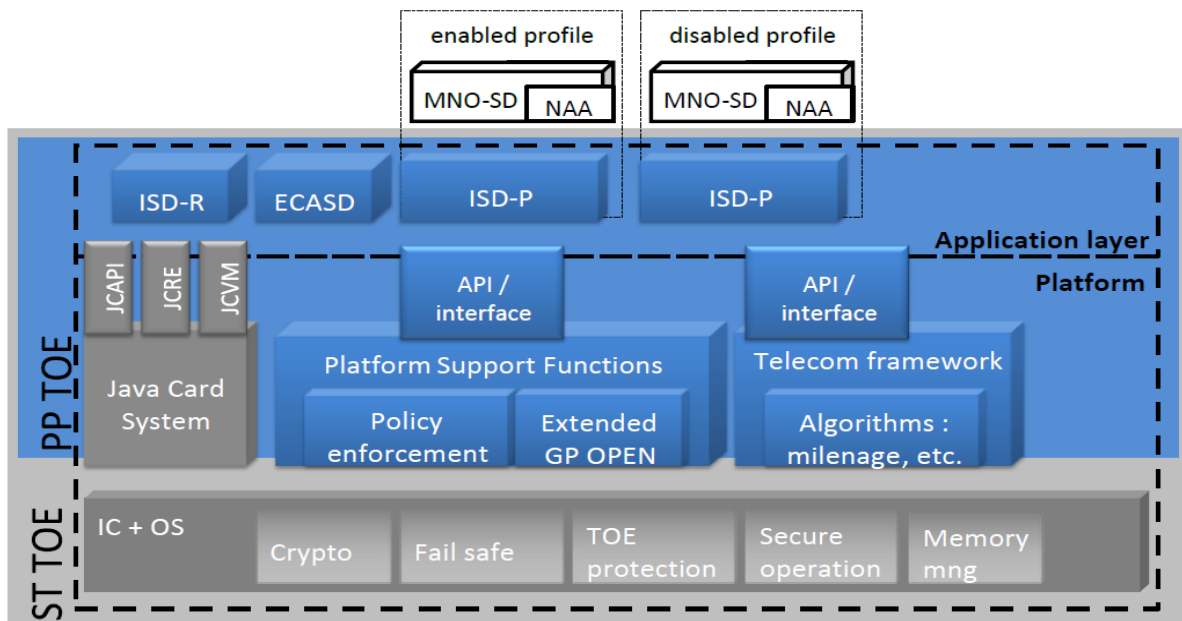 enabled profile
disabled profile
MNO-SD
NAA
MNO-SD
NAA
ISD-R
ECASD
ISD-P
ISD-P
Application layer
Platform
JCAPI
JCRE
JCVM
API /
interface
API /
interface
PP TOE
Java Card
System
Platform Support Functions
Policy
enforcement
Extended
GP OPEN
Telecom framework
Algorithms :
milenage, etc.
ST TOE
IC + OS
Crypto
Fail safe
TOE
protection
Secure
operation
Memory
mng